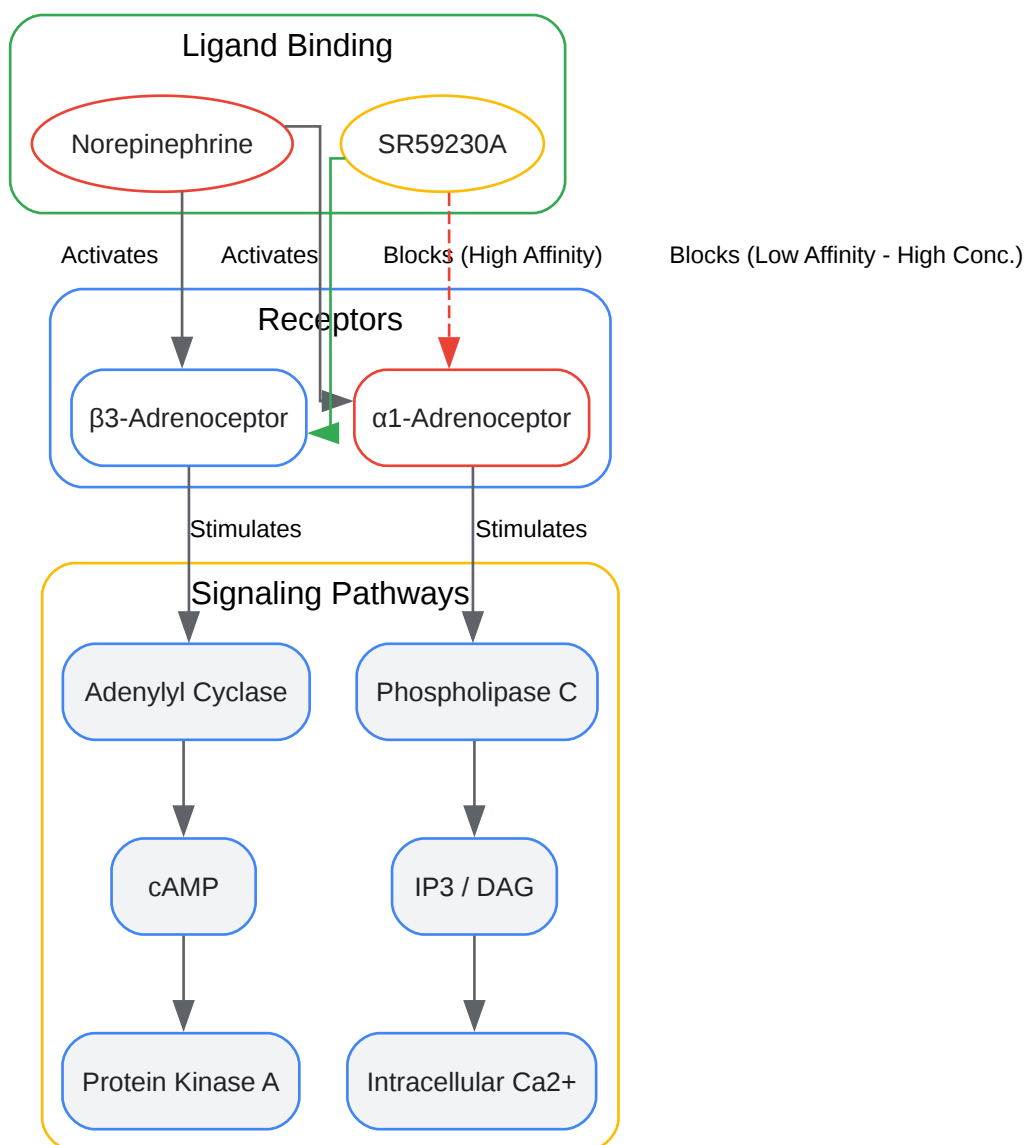 Ligand Binding
Norepinephrine
SR59230A
Activates
Activates
Blocks (High Affinity)
Blocks (Low Affinity - High Conc.)
Receptors
β3-Adrenoceptor
α1-Adrenoceptor
Stimulates
Stimulates
Signaling Pathways
Adenylyl Cyclase
Phospholipase C
cAMP
IP3 / DAG
Protein Kinase A
Intracellular Ca2+